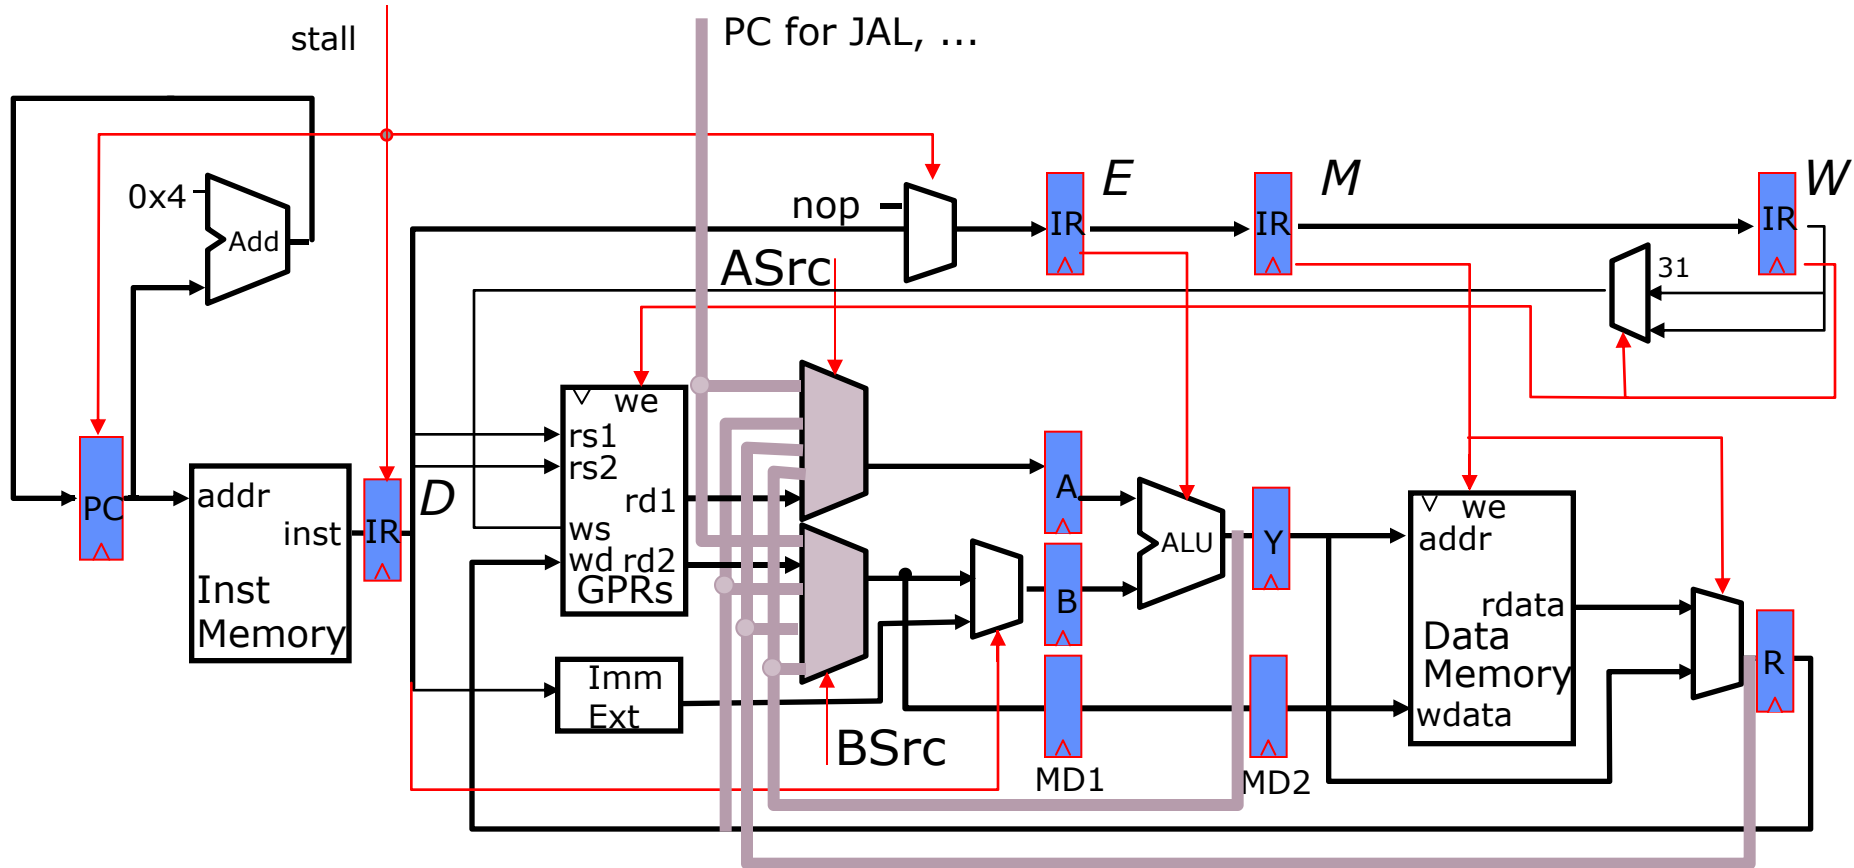 PC for JAL, ...
stall
E
M
W
0x4
nop
IR
IR
IR
Add
ASrc
31
we
rs1
rs2
A
addr
D
PC
rd1
inst
IR
ws
ALU
Y
we
addr
wd
rd2
GPRs
B
Inst
Memory
rdata
Data
Memory
R
Imm
Ext
wdata
BSrc
MD1
MD2